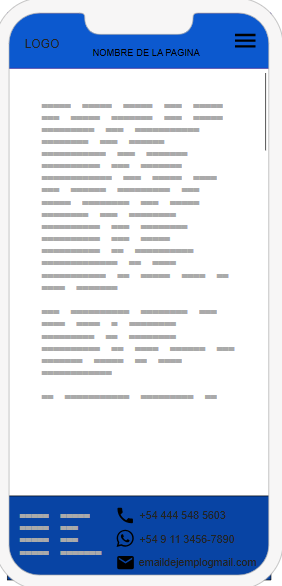 LOGO
NOMBRE DE LA PAGINA
+54 444 548 5603
+54 9 11 3456-7890
emaildejemplogmail.com